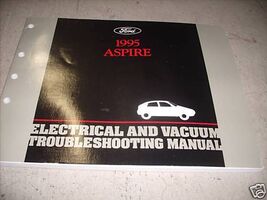 Ford
1995
ASPIRE
ELECTRICAL AND VACUUM
TROUBLESHOOTING MANUAL